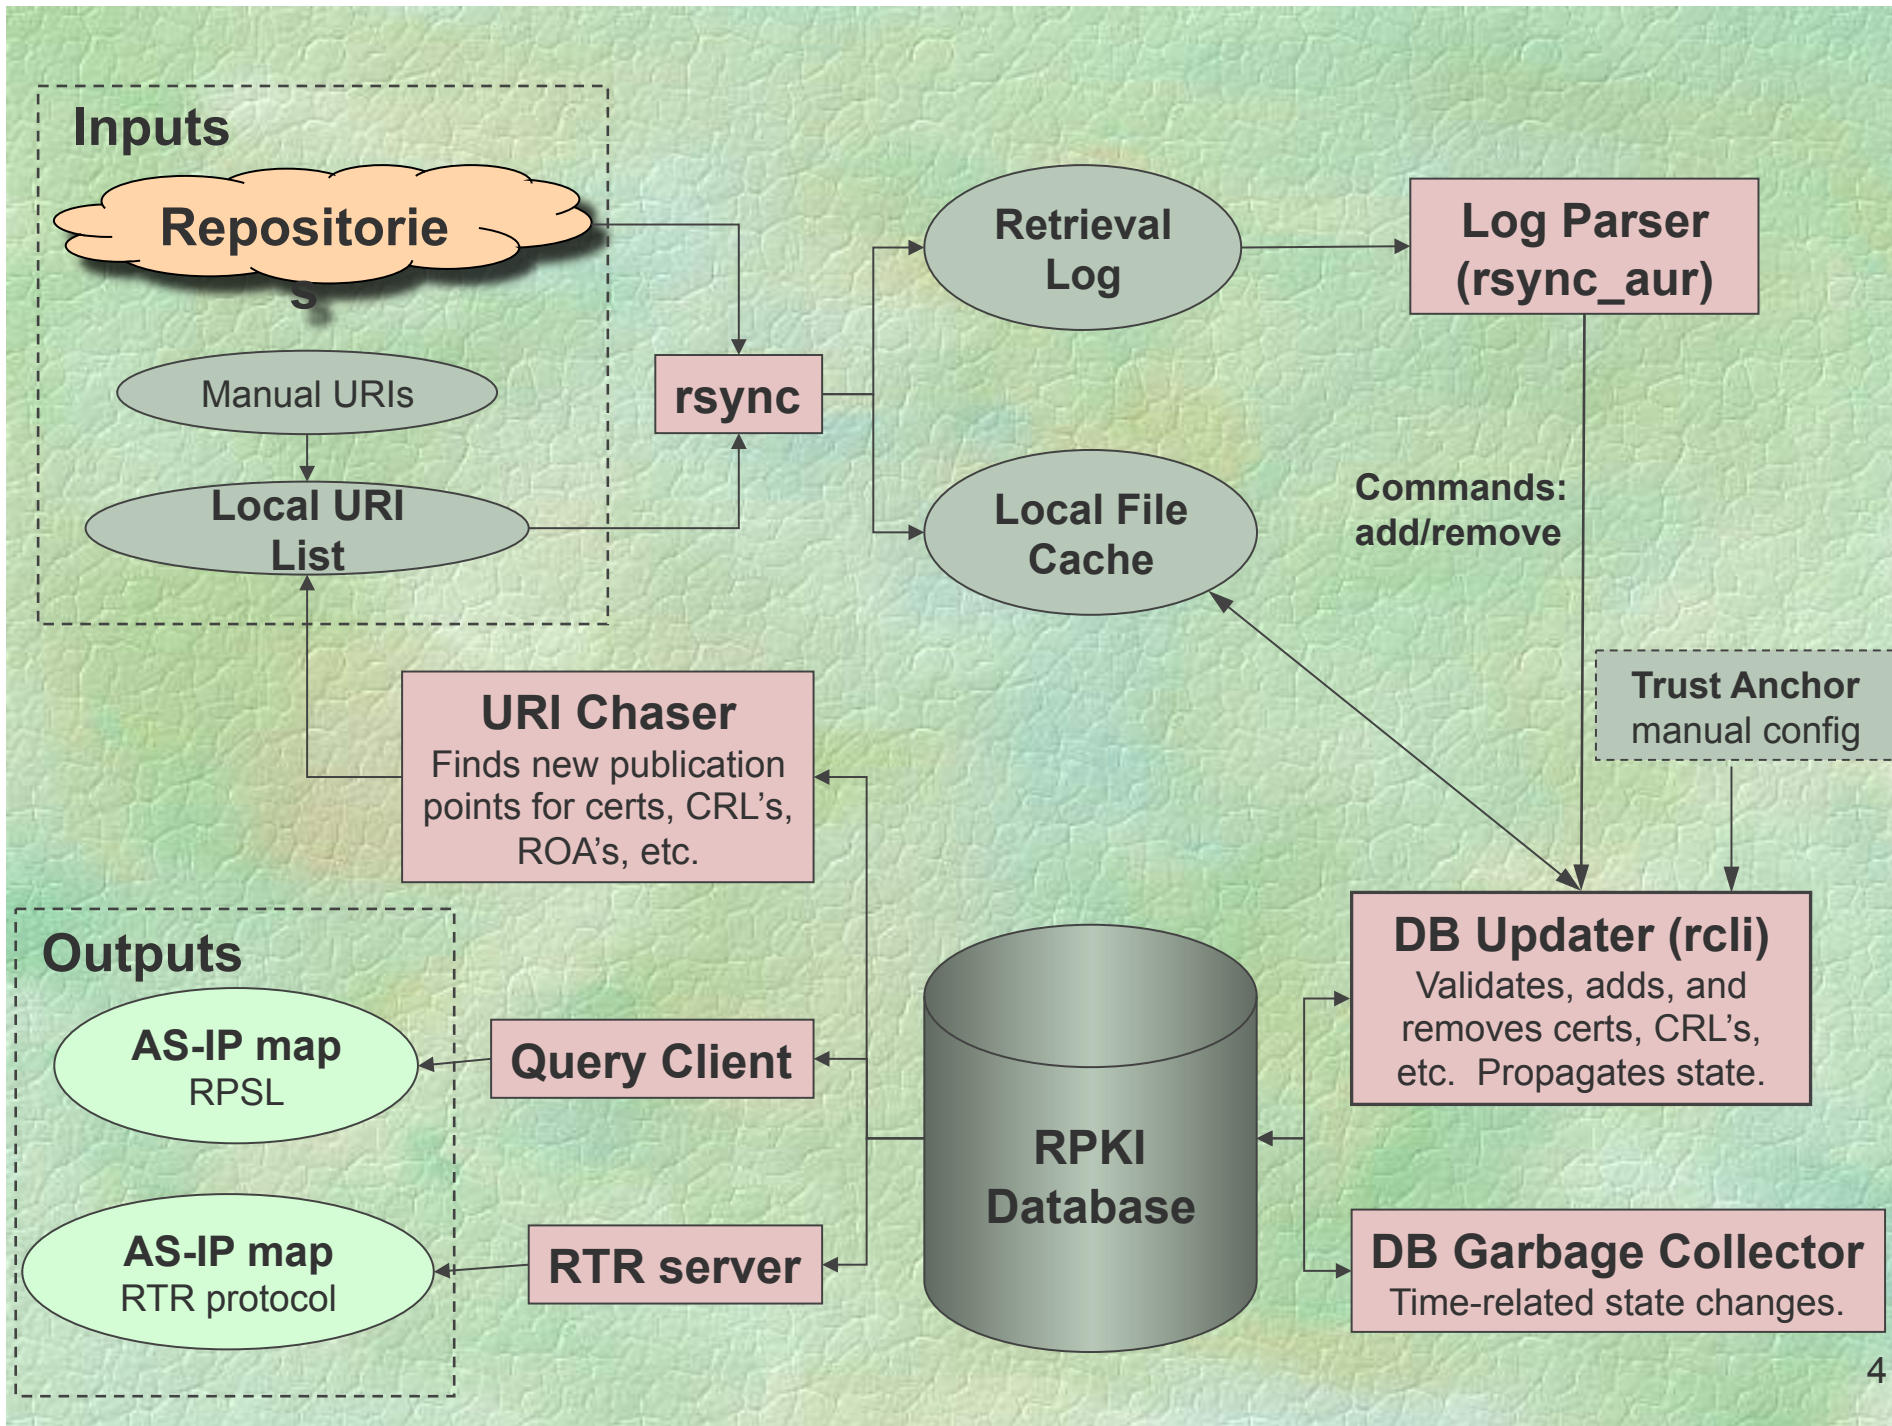 Inputs
Repositorie
s
Manual URIs
Local URI
List
rsync
Retrieval
Log
Log Parser
(rsync_aur)
Local File
Cache
Commands:
add/remove
Trust Anchor
manual config
URI Chaser
Finds new publication
points for certs, CRL's,
ROA's, etc.
DB Updater (rcli)
Validates, adds, and
removes certs, CRL's,
etc.  Propagates state.
Outputs
AS-IP map
RPSL
Query Client
RPKI
Database
AS-IP map
RTR protocol
RTR server
DB Garbage Collector
Time-related state changes.
4